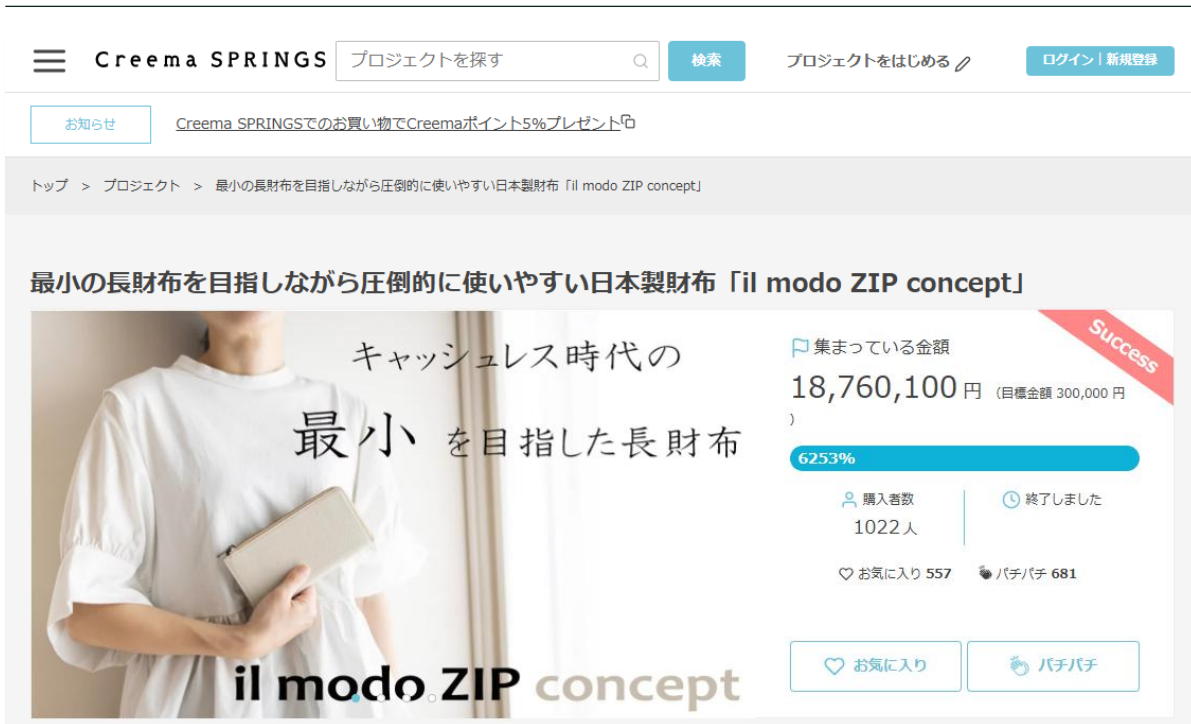 Creema SPRINGS プロジェクトを探す 検索 プロジェクトをはじめる ログイン | 新規登録
お知らせ Creema SPRINGSでのお買い物でCreemaポイント5%プレゼント
トップ > プロジェクト > 最小の長財布を目指しながら圧倒的に使いやすい日本製財布「il modo ZIP concept」
最小の長財布を目指しながら圧倒的に使いやすい日本製財布「il modo ZIP concept」
キャッシュレス時代の
最小を目指した長財布
il modo ZIP concept
Success
集まっている金額
18,760,100 円 （目標金額 300,000 円
）
6253%
購入者数 終了しました
1022人
お気に入り 557 パチパチ 681
お気に入り パチパチ